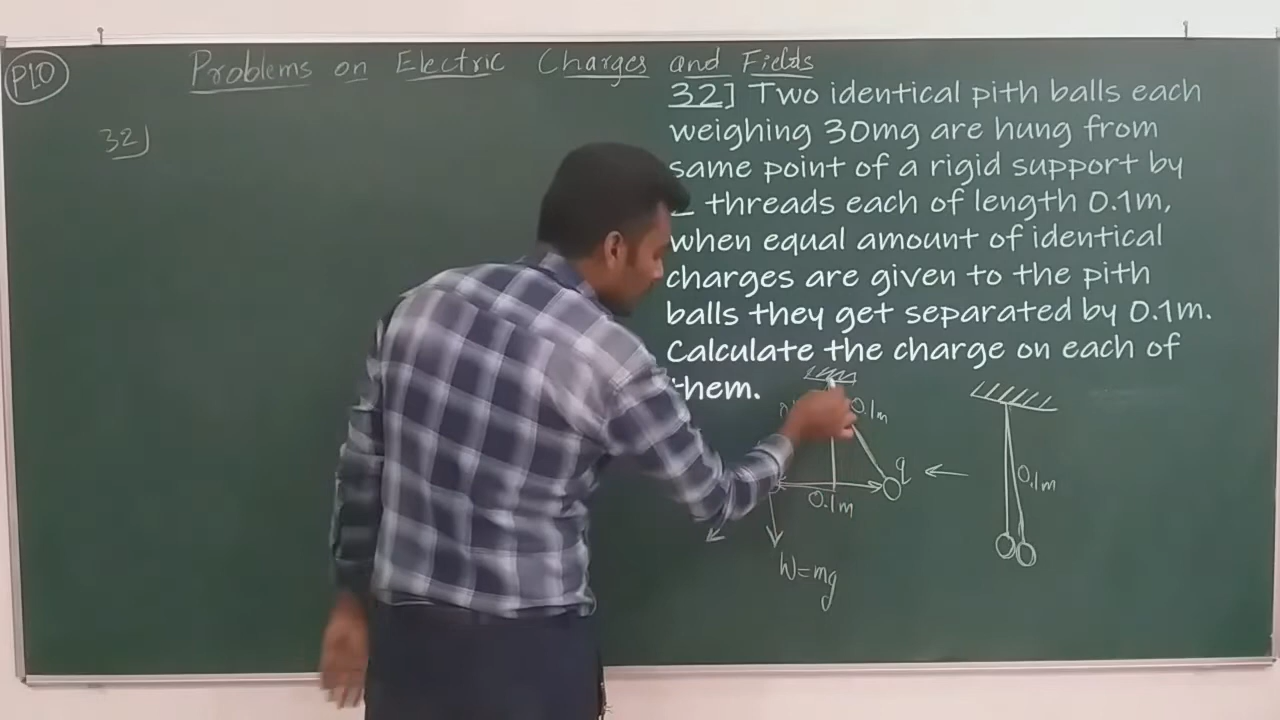 P10
Problems on Electric Charges and Fields
32]
32] Two identical pith balls each
weighing 30mg are hung from
same point of a rigid support by
threads each of length 0.1m,
when equal amount of identical
charges are given to the pith
balls they get separated by 0.1m.
Calculate the charge on each of
them.
0.1m
q
0.1m
0.1m
W=mg